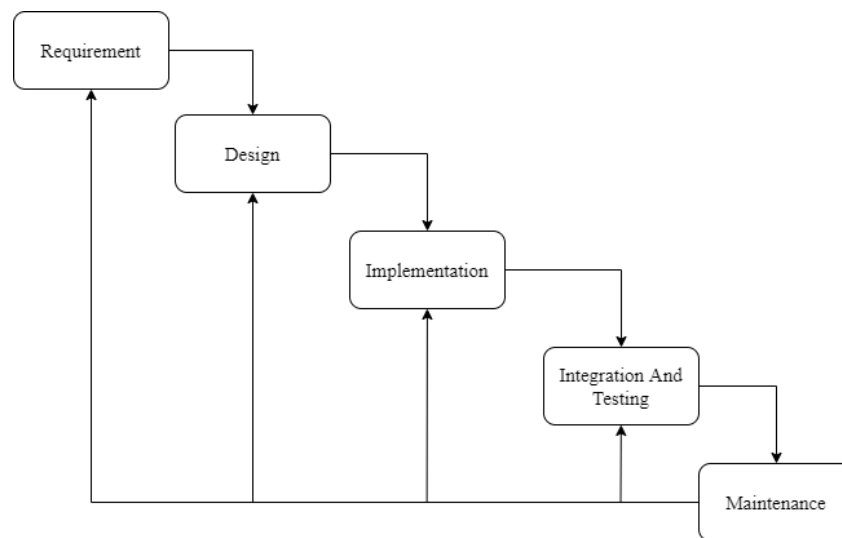 Requirement
Design
Implementation
Integration And
Testing
Maintenance